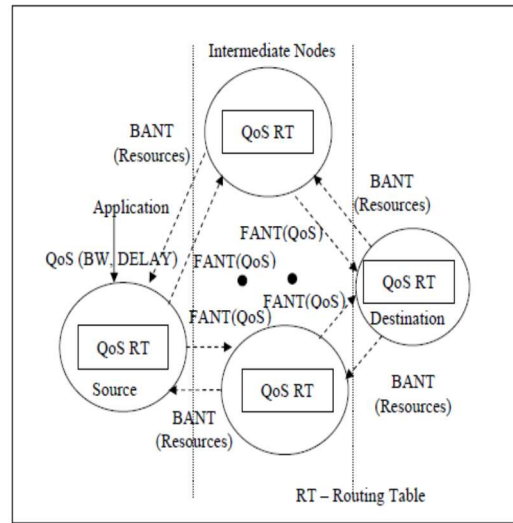 Intermediate Nodes
QoS RT
BANT
(Resources)
BANT
(Resources)
Application
FANT(QoS)
QoS (BW, DELAY)
FANT(QoS)
QoS RT
FANT(QoS)
FANT(QoS)
Destination
QoS RT
Source
QoS RT
BANT
(Resources)
BANT
(Resources)
RT – Routing Table